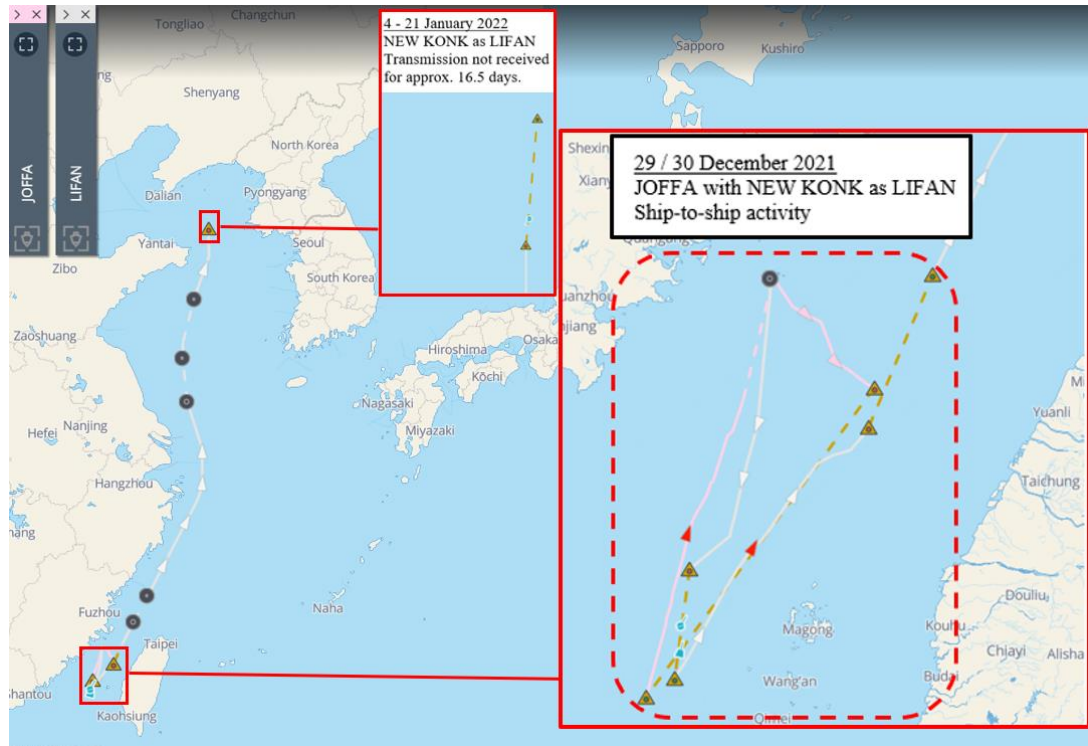 > ×
> ×
JOFFA
LIFAN
4 - 21 January 2022
NEW KONK as LIFAN
Transmission not received
for approx. 16.5 days.
29 / 30 December 2021
JOFFA with NEW KONK as LIFAN
Ship-to-ship activity
Tongliao
Changchun
Sapporo
Kushiro
Shenyang
North Korea
Dalian
Pyongyang
Yantai
Seoul
Zibo
South Korea
Zaoshuang
Hiroshima
Osaka
Kōchi
Nagasaki
Miyazaki
Hefei
Nanjing
Hangzhou
Fuzhou
Taipei
Naha
Shantou
Kaohsiung
Yuanli
Taichung
Douliu
Magong
Kouhu
Chiayi
Alisha
Wang'an
Budai
Qimei